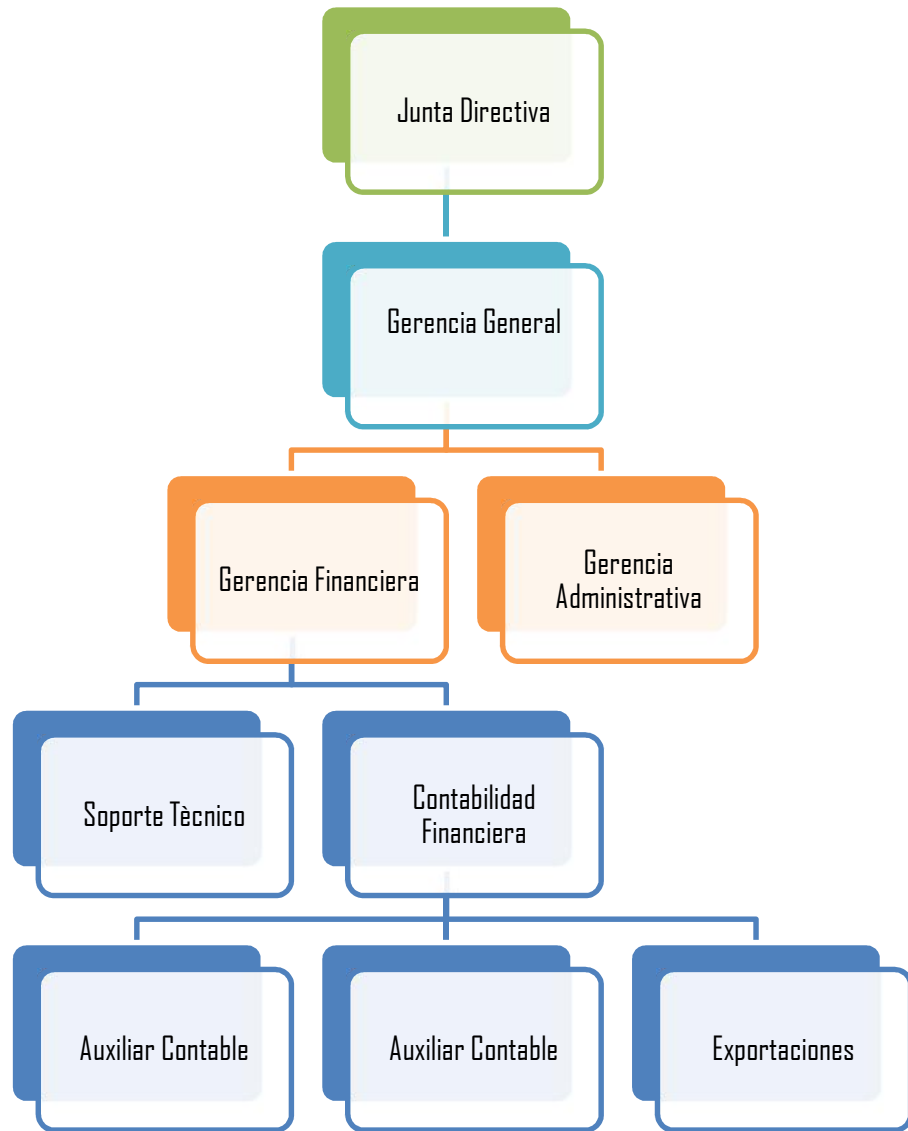 Junta Directiva
Gerencia General
Gerencia Financiera
Gerencia
Administrativa
Soporte Tècnico
Contabilidad
Financiera
Auxiliar Contable
Auxiliar Contable
Exportaciones